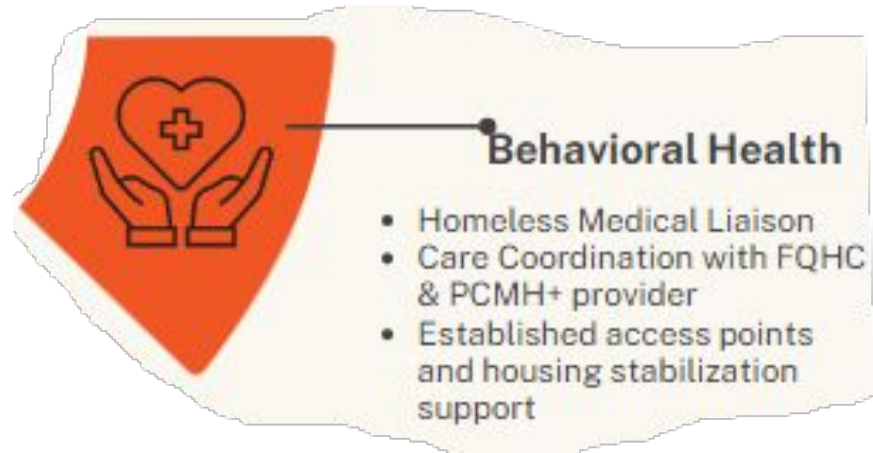 Behavioral Health
• Homeless Medical Liaison
• Care Coordination with FQHC
& PCMH+ provider
• Established access points
and housing stabilization
support